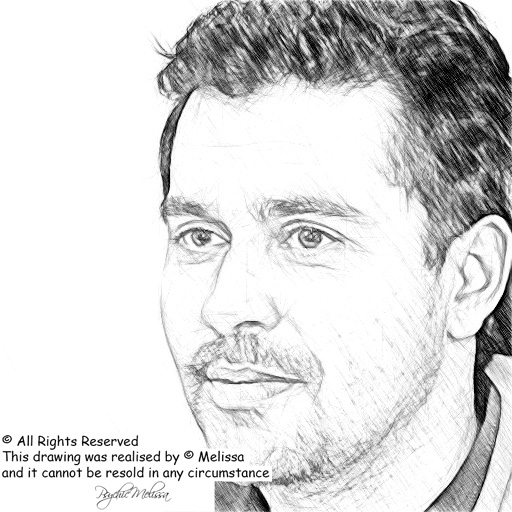 © All Rights Reserved
This drawing was realised by © Melissa
and it cannot be resold in any circumstance
Psychic Melissa